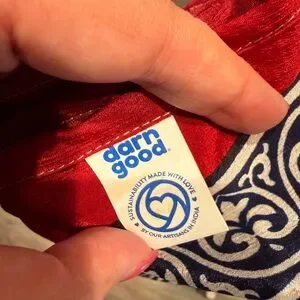 darn
good®
SUSTAINABILITY MADE WITH LOVE
BY OUR ARTISANS IN INDIA